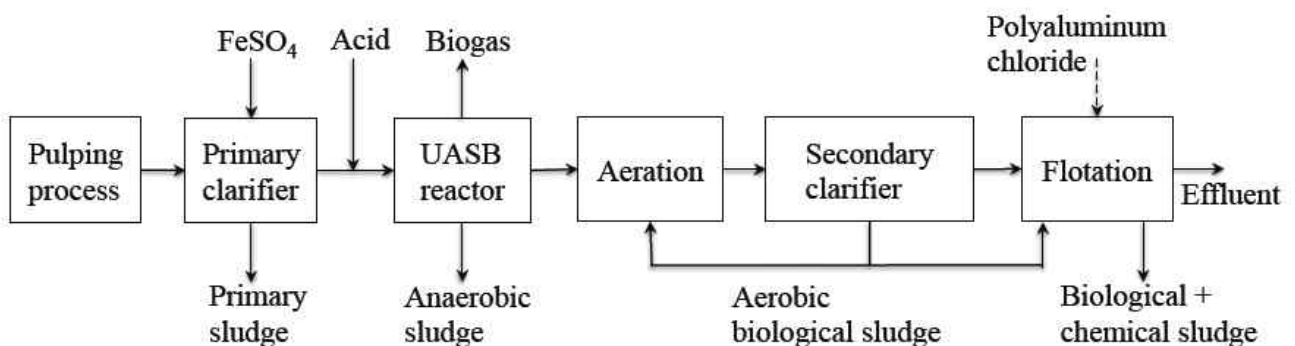 FeSO₄
Acid
Biogas
Polyaluminum
chloride
Pulping
process
Primary
clarifier
UASB
reactor
Aeration
Secondary
clarifier
Flotation
Effluent
Primary
sludge
Anaerobic
sludge
Aerobic
biological sludge
Biological +
chemical sludge